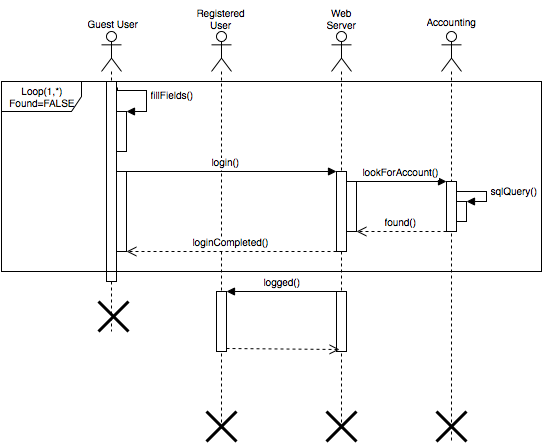 Guest User
Registered
User
Web
Server
Accounting
Loop(1,*)
Found=FALSE
fillFields()
login()
lookForAccount()
sqlQuery()
found()
loginCompleted()
logged()